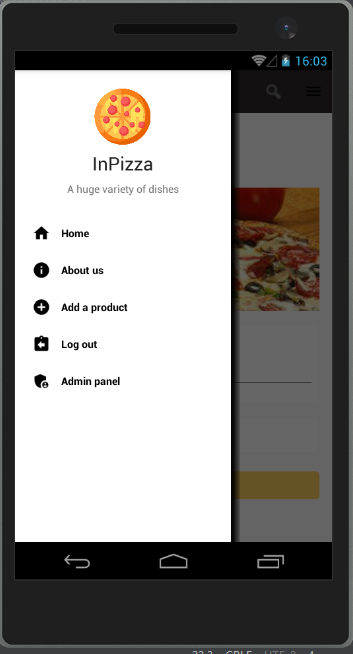 16:03
InPizza
A huge variety of dishes
Home
About us
Add a product
Log out
Admin panel